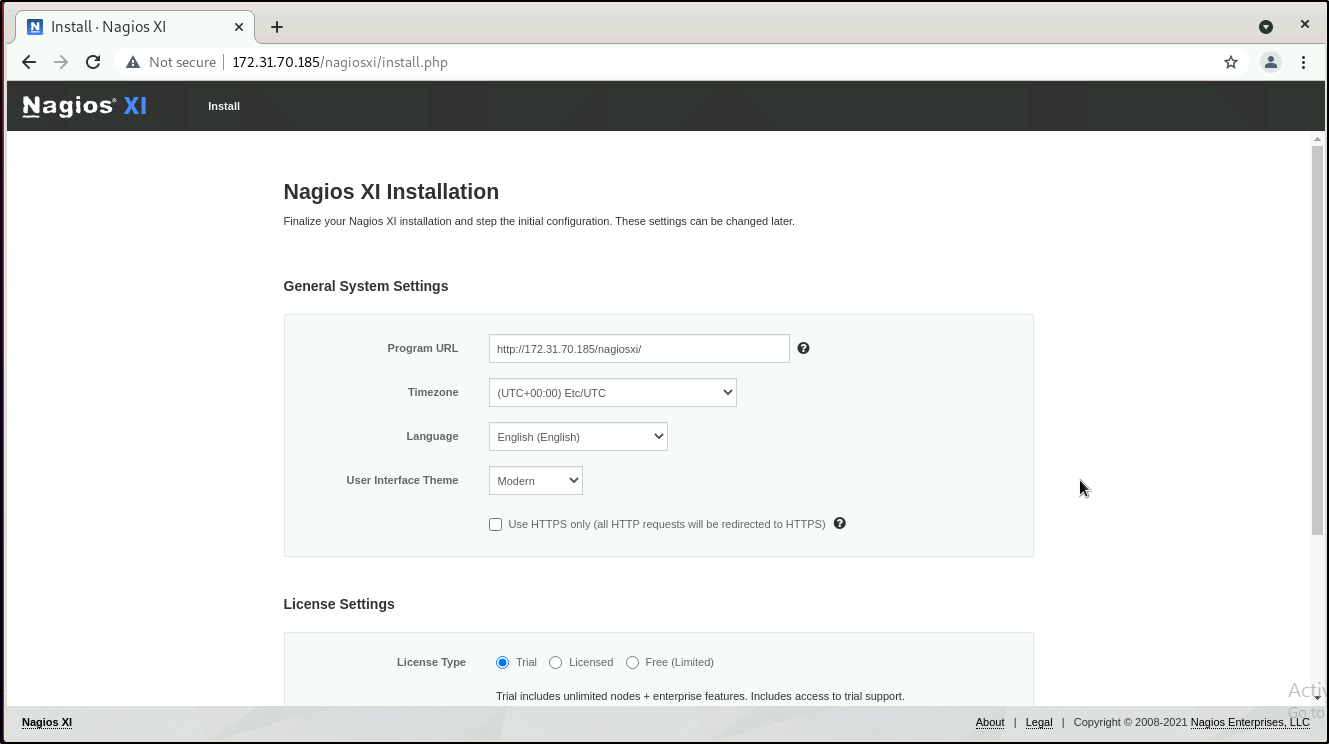 N Install · Nagios XI
Not secure 172.31.70.185/nagiosxi/install.php
Nagios® XI Install
Nagios XI Installation
Finalize your Nagios XI installation and step the initial configuration. These settings can be changed later.
General System Settings
Program URL http://172.31.70.185/nagiosxi/ ?
Timezone (UTC+00:00) Etc/UTC
Language English (English)
User Interface Theme Modern
Use HTTPS only (all HTTP requests will be redirected to HTTPS) ?
License Settings
License Type Trial Licensed Free (Limited)
Trial includes unlimited nodes + enterprise features. Includes access to trial support.
Nagios XI About | Legal | Copyright © 2008-2021 Nagios Enterprises, LLC
Go to